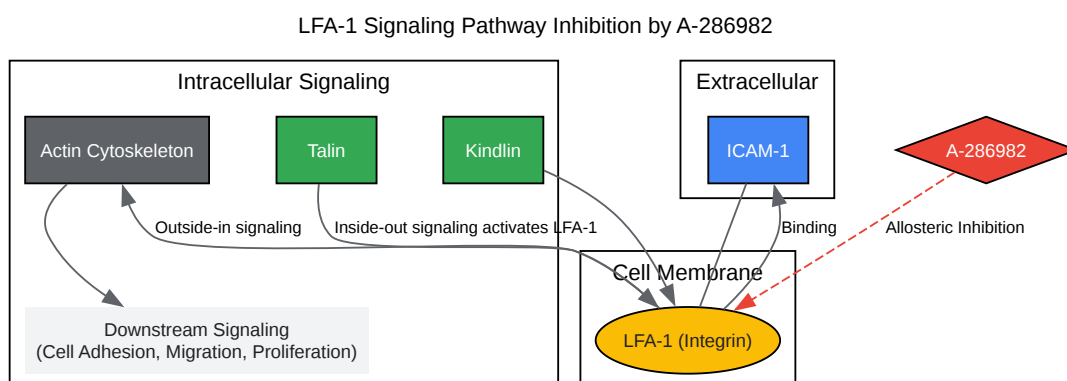 LFA-1 Signaling Pathway Inhibition by A-286982
Intracellular Signaling
Extracellular
Actin Cytoskeleton
Talin
Kindlin
ICAM-1
A-286982
Outside-in signaling
Inside-out signaling activates LFA-1
Binding
Allosteric Inhibition
Cell Membrane
Downstream Signaling
(Cell Adhesion, Migration, Proliferation)
LFA-1 (Integrin)